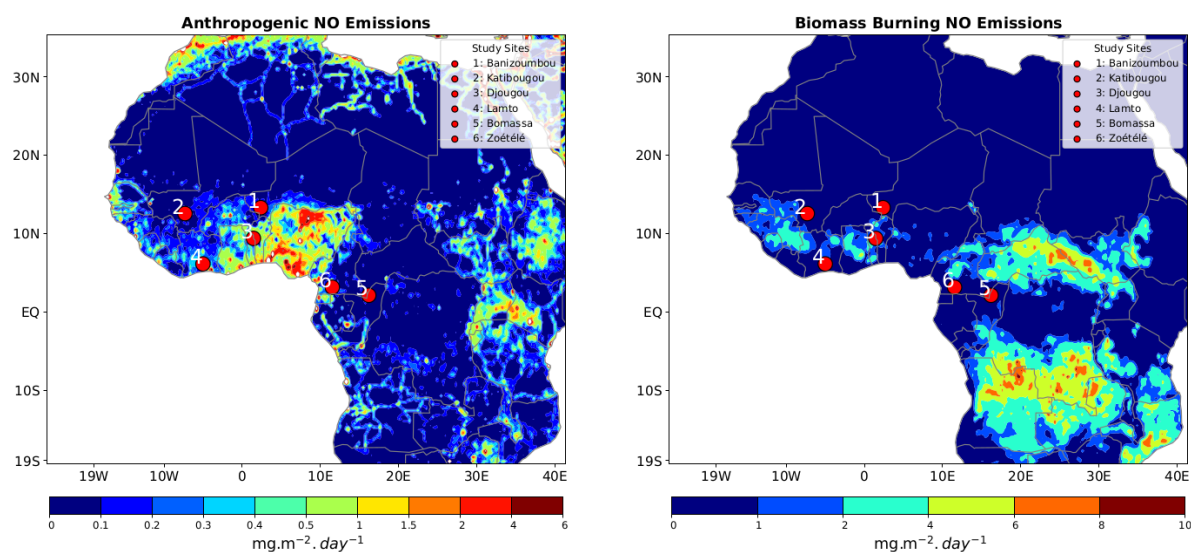 Anthropogenic NO Emissions
Study Sites
1: Banizoumbou
2: Katibougou
3: Djougou
4: Lamto
5: Bomassa
6: Zoétélé
30N
20N
10N
EQ
10S
19S
1
2
3
4
6
5
19W
10W
0
10E
20E
30E
40E
0
0.1
0.2
0.3
0.4
0.5
1
1.5
2
4
6
mg.m⁻².day⁻¹
Biomass Burning NO Emissions
Study Sites
1: Banizoumbou
2: Katibougou
3: Djougou
4: Lamto
5: Bomassa
6: Zoétélé
30N
20N
10N
EQ
10S
19S
1
2
3
4
6
5
19W
10W
0
10E
20E
30E
40E
0
1
2
4
6
8
10
mg.m⁻².day⁻¹